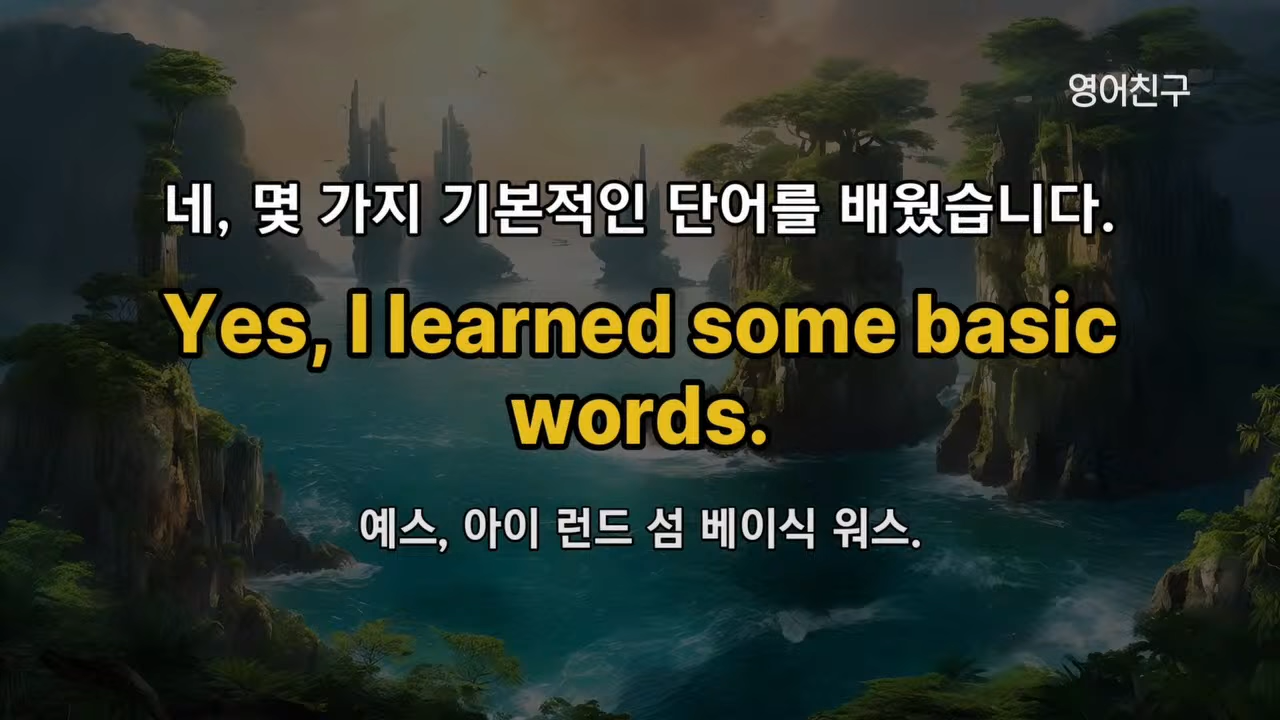 영어친구
네, 몇 가지 기본적인 단어를 배웠습니다.
Yes, I learned some basic
words.
예스, 아이 런드 섬 베이식 워스.